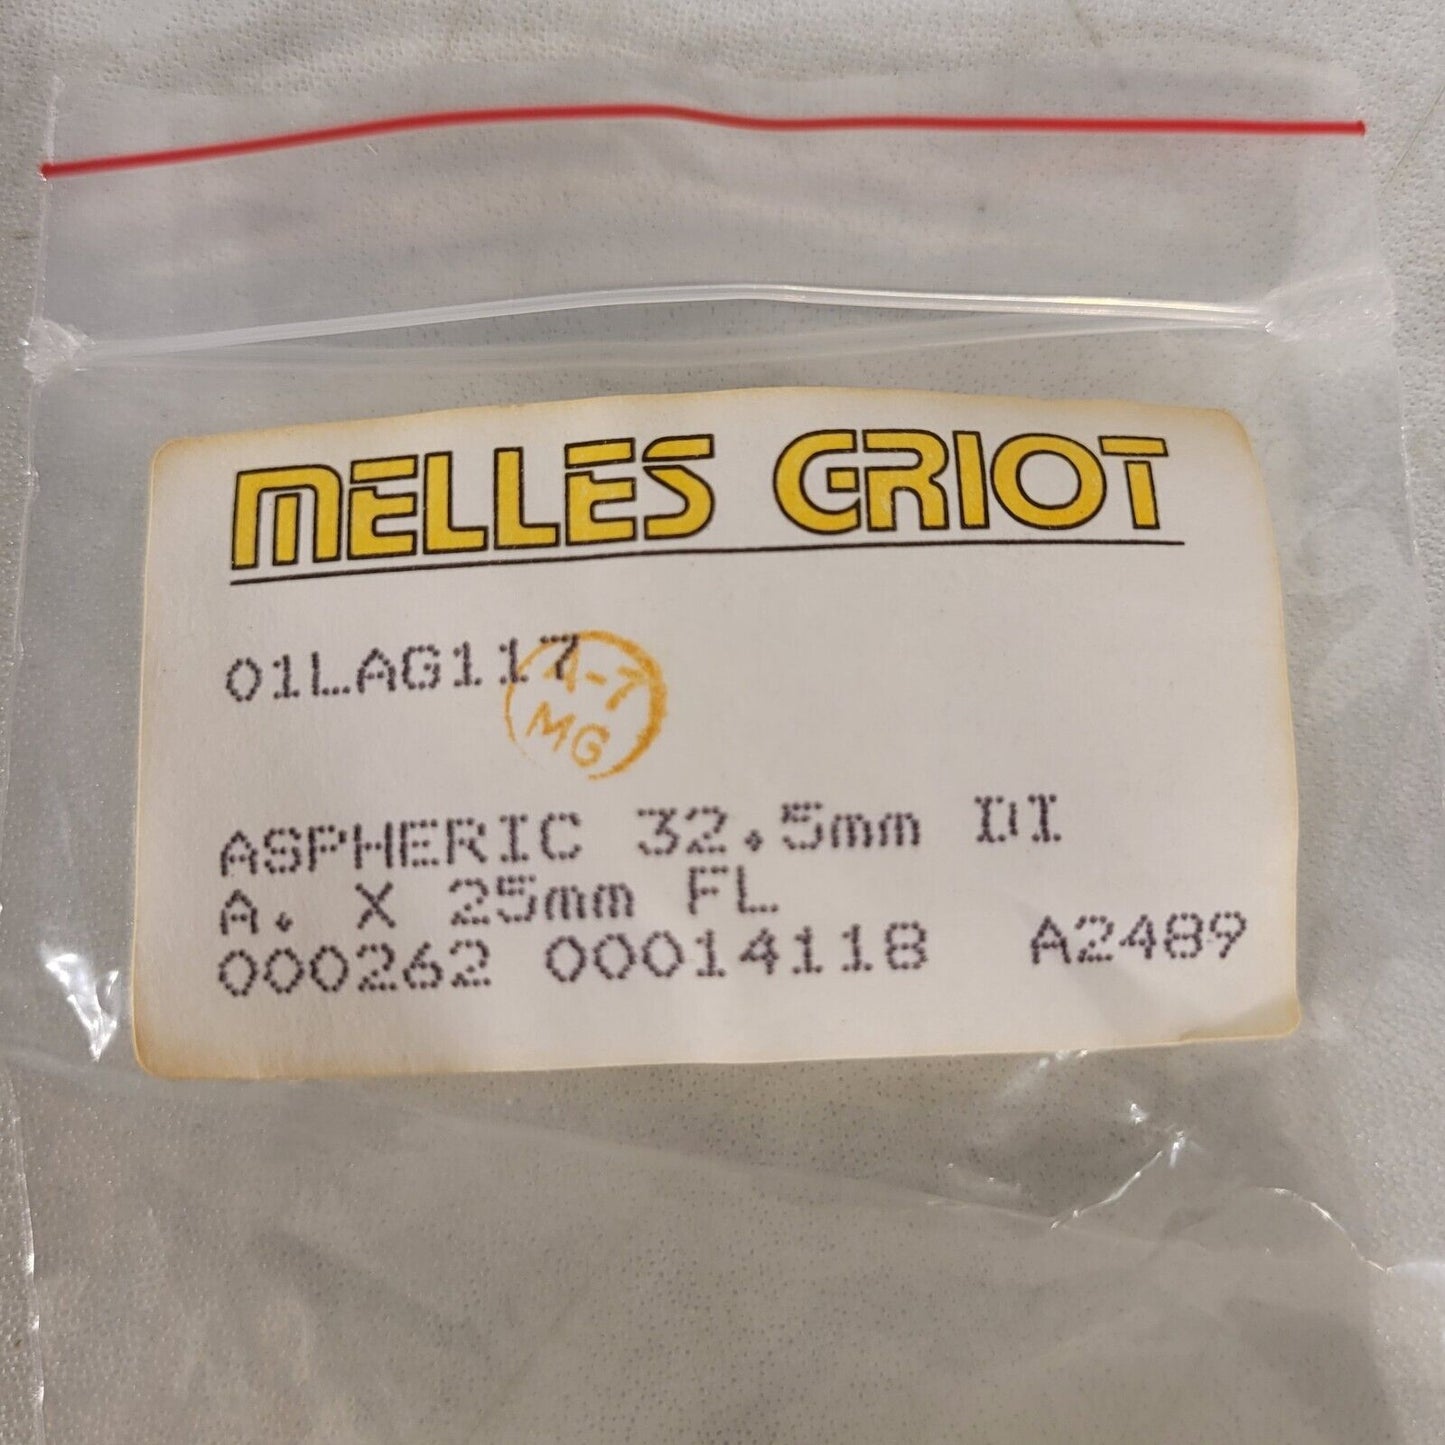 MELLES GRIOT
01LAG117
A-7
MG
ASPHERIC 32.5mm DI
A. X 25mm FL
000262 00014118 A2489